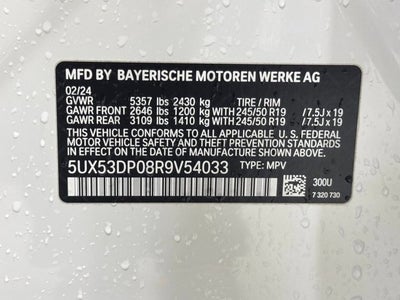 MFD BY BAYERISCHE MOTOREN WERKE AG
02/24
GVWR 5357 lbs 2430 kg TIRE / RIM
GAWR FRONT 2646 lbs 1200 kg WITH 245/50 R19 /7.5J x 19
GAWR REAR 3109 lbs 1410 kg WITH 245/50 R19 /7.5J x 19
THIS VEHICLE CONFORMS TO ALL APPLICABLE U. S. FEDERAL
MOTOR VEHICLE SAFETY AND THEFT PREVENTION STANDARDS
IN EFFECT ON THE DATE OF MANUFACTURE SHOWN ABOVE.
5UX53DP08R9V54033 TYPE: MPV
300U
7 320 730